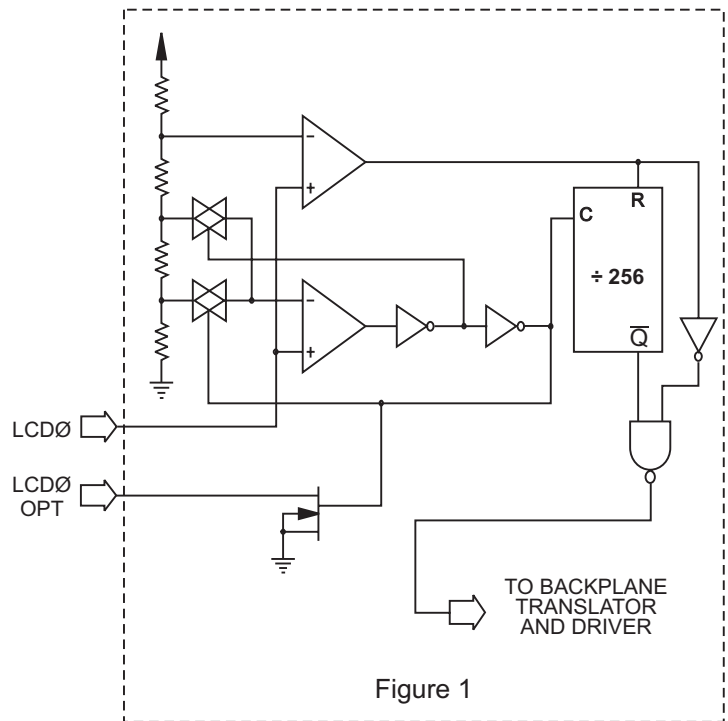 −
+
R
C
÷ 256
Q̅
−
+
LCDØ
LCDØ
OPT
TO BACKPLANE
TRANSLATOR
AND DRIVER
Figure 1